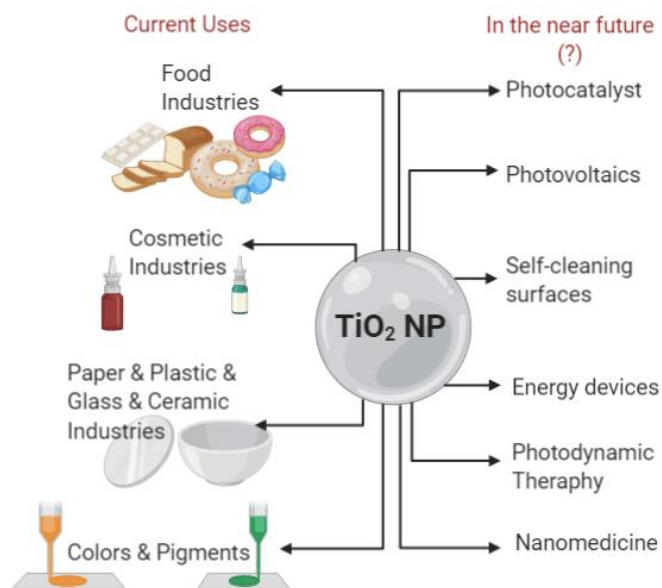 Current Uses
Food
Industries
Cosmetic
Industries
Paper & Plastic &
Glass & Ceramic
Industries
Colors & Pigments
TiO₂ NP
In the near future
(?)
Photocatalyst
Photovoltaics
Self-cleaning
surfaces
Energy devices
Photodynamic
Theraphy
Nanomedicine